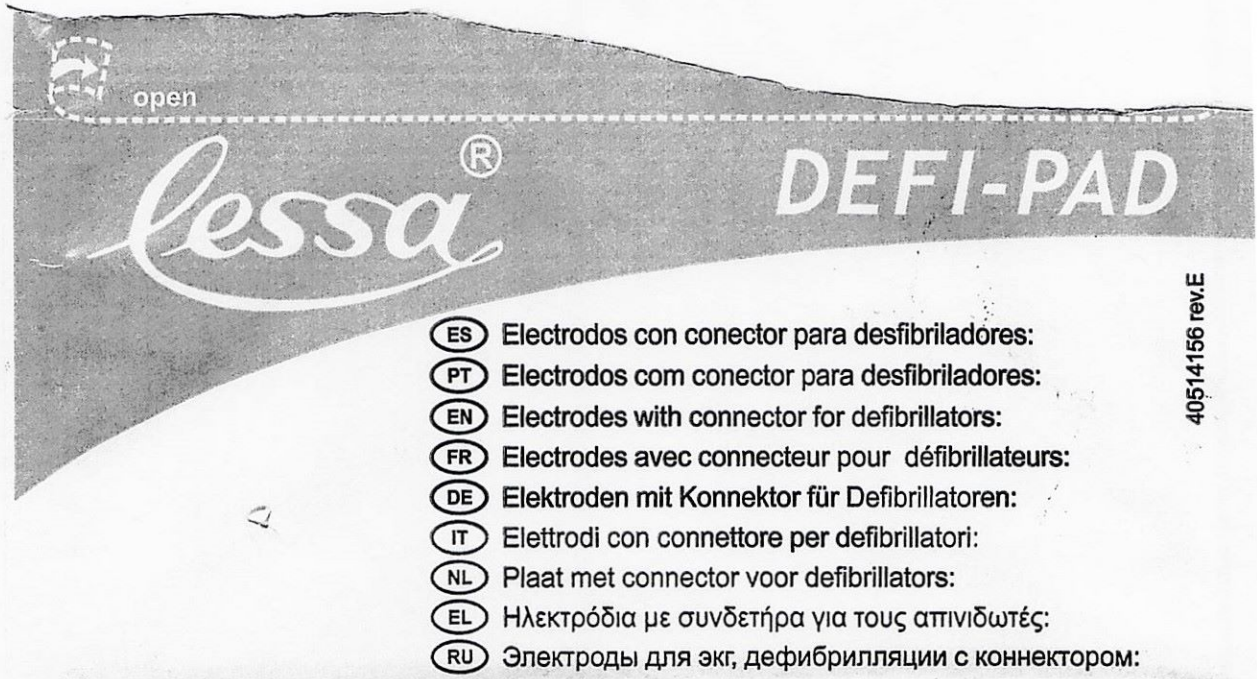 open
lessa®
DEFI-PAD
40514156 rev.E
ES Electrodos con conector para desfibriladores:
PT Electrodos com conector para desfibriladores:
EN Electrodes with connector for defibrillators:
FR Electrodes avec connecteur pour défibrillateurs:
DE Elektroden mit Konnektor für Defibrillatoren:
IT Elettrodi con connettore per defibrillatori:
NL Plaat met connector voor defibrillators:
EL Ηλεκτρόδια με συνδετήρα για τους απινιδωτές:
RU Электроды для экг, дефибрилляции с коннектором: